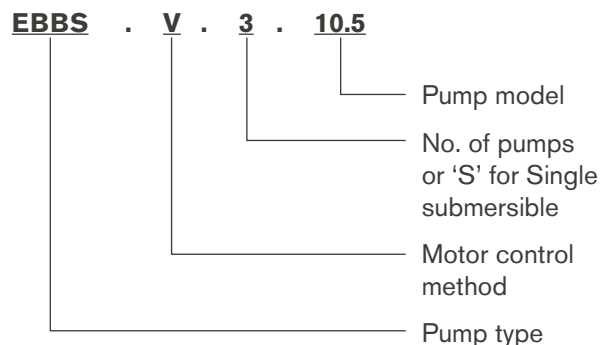 EBBS . V . 3 . 10.5
Pump model
No. of pumps
or ‘S’ for Single
submersible
Motor control
method
Pump type